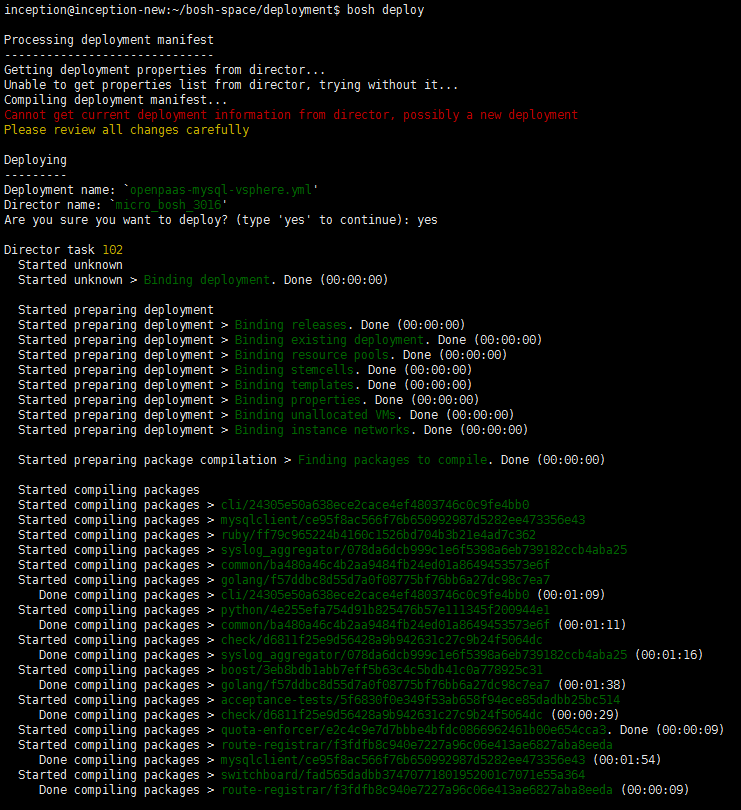 inception@inception-new:~/bosh-space/deployment$ bosh deploy
Processing deployment manifest
------------------------------
Getting deployment properties from director...
Unable to get properties list from director, trying without it...
Compiling deployment manifest...
Cannot get current deployment information from director, possibly a new deployment
Please review all changes carefully
Deploying
---------
Deployment name: `openpaas-mysql-vsphere.yml'
Director name: `micro_bosh_3016'
Are you sure you want to deploy? (type 'yes' to continue): yes
Director task 102
Started unknown
Started unknown > Binding deployment. Done (00:00:00)
Started preparing deployment
Started preparing deployment > Binding releases. Done (00:00:00)
Started preparing deployment > Binding existing deployment. Done (00:00:00)
Started preparing deployment > Binding resource pools. Done (00:00:00)
Started preparing deployment > Binding stemcells. Done (00:00:00)
Started preparing deployment > Binding templates. Done (00:00:00)
Started preparing deployment > Binding properties. Done (00:00:00)
Started preparing deployment > Binding unallocated VMs. Done (00:00:00)
Started preparing deployment > Binding instance networks. Done (00:00:00)
Started preparing package compilation > Finding packages to compile. Done (00:00:00)
Started compiling packages
Started compiling packages > cli/24305e50a638ece2cace4ef4803746c0c9fe4bb0
Started compiling packages > mysqlclient/ce95f8ac566f76b650992987d5282ee473356e43
Started compiling packages > ruby/ff79c965224b4160c1526bd704b3b21e4ad7c362
Started compiling packages > syslog_aggregator/078da6dcb999c1e6f5398a6eb739182ccb4aba25
Started compiling packages > common/ba480a46c4b2aa9484fb24ed01a8649453573e6f
Started compiling packages > golang/f57ddbc8d55d7a0f08775bf76bb6a27dc98c7ea7
Done compiling packages > cli/24305e50a638ece2cace4ef4803746c0c9fe4bb0 (00:01:09)
Started compiling packages > python/4e255efa754d91b825476b57e111345f200944e1
Done compiling packages > common/ba480a46c4b2aa9484fb24ed01a8649453573e6f (00:01:11)
Started compiling packages > check/d6811f25e9d56428a9b942631c27c9b24f5064dc
Done compiling packages > syslog_aggregator/078da6dcb999c1e6f5398a6eb739182ccb4aba25 (00:01:16)
Started compiling packages > boost/3eb8bdb1abb7eff5b63c4c5bdb41c0a778925c31
Done compiling packages > golang/f57ddbc8d55d7a0f08775bf76bb6a27dc98c7ea7 (00:01:38)
Started compiling packages > acceptance-tests/5f6830f0e349f53ab658f94ece85dadbb25bc514
Done compiling packages > check/d6811f25e9d56428a9b942631c27c9b24f5064dc (00:00:29)
Started compiling packages > quota-enforcer/e2c4c9e7d7bbbe4bfdc0866962461b00e654cca3. Done (00:00:09)
Started compiling packages > route-registrar/f3fdfb8c940e7227a96c06e413ae6827aba8eeda
Done compiling packages > mysqlclient/ce95f8ac566f76b650992987d5282ee473356e43 (00:01:54)
Started compiling packages > switchboard/fad565dadbb37470771801952001c7071e55a364
Done compiling packages > route-registrar/f3fdfb8c940e7227a96c06e413ae6827aba8eeda (00:00:09)